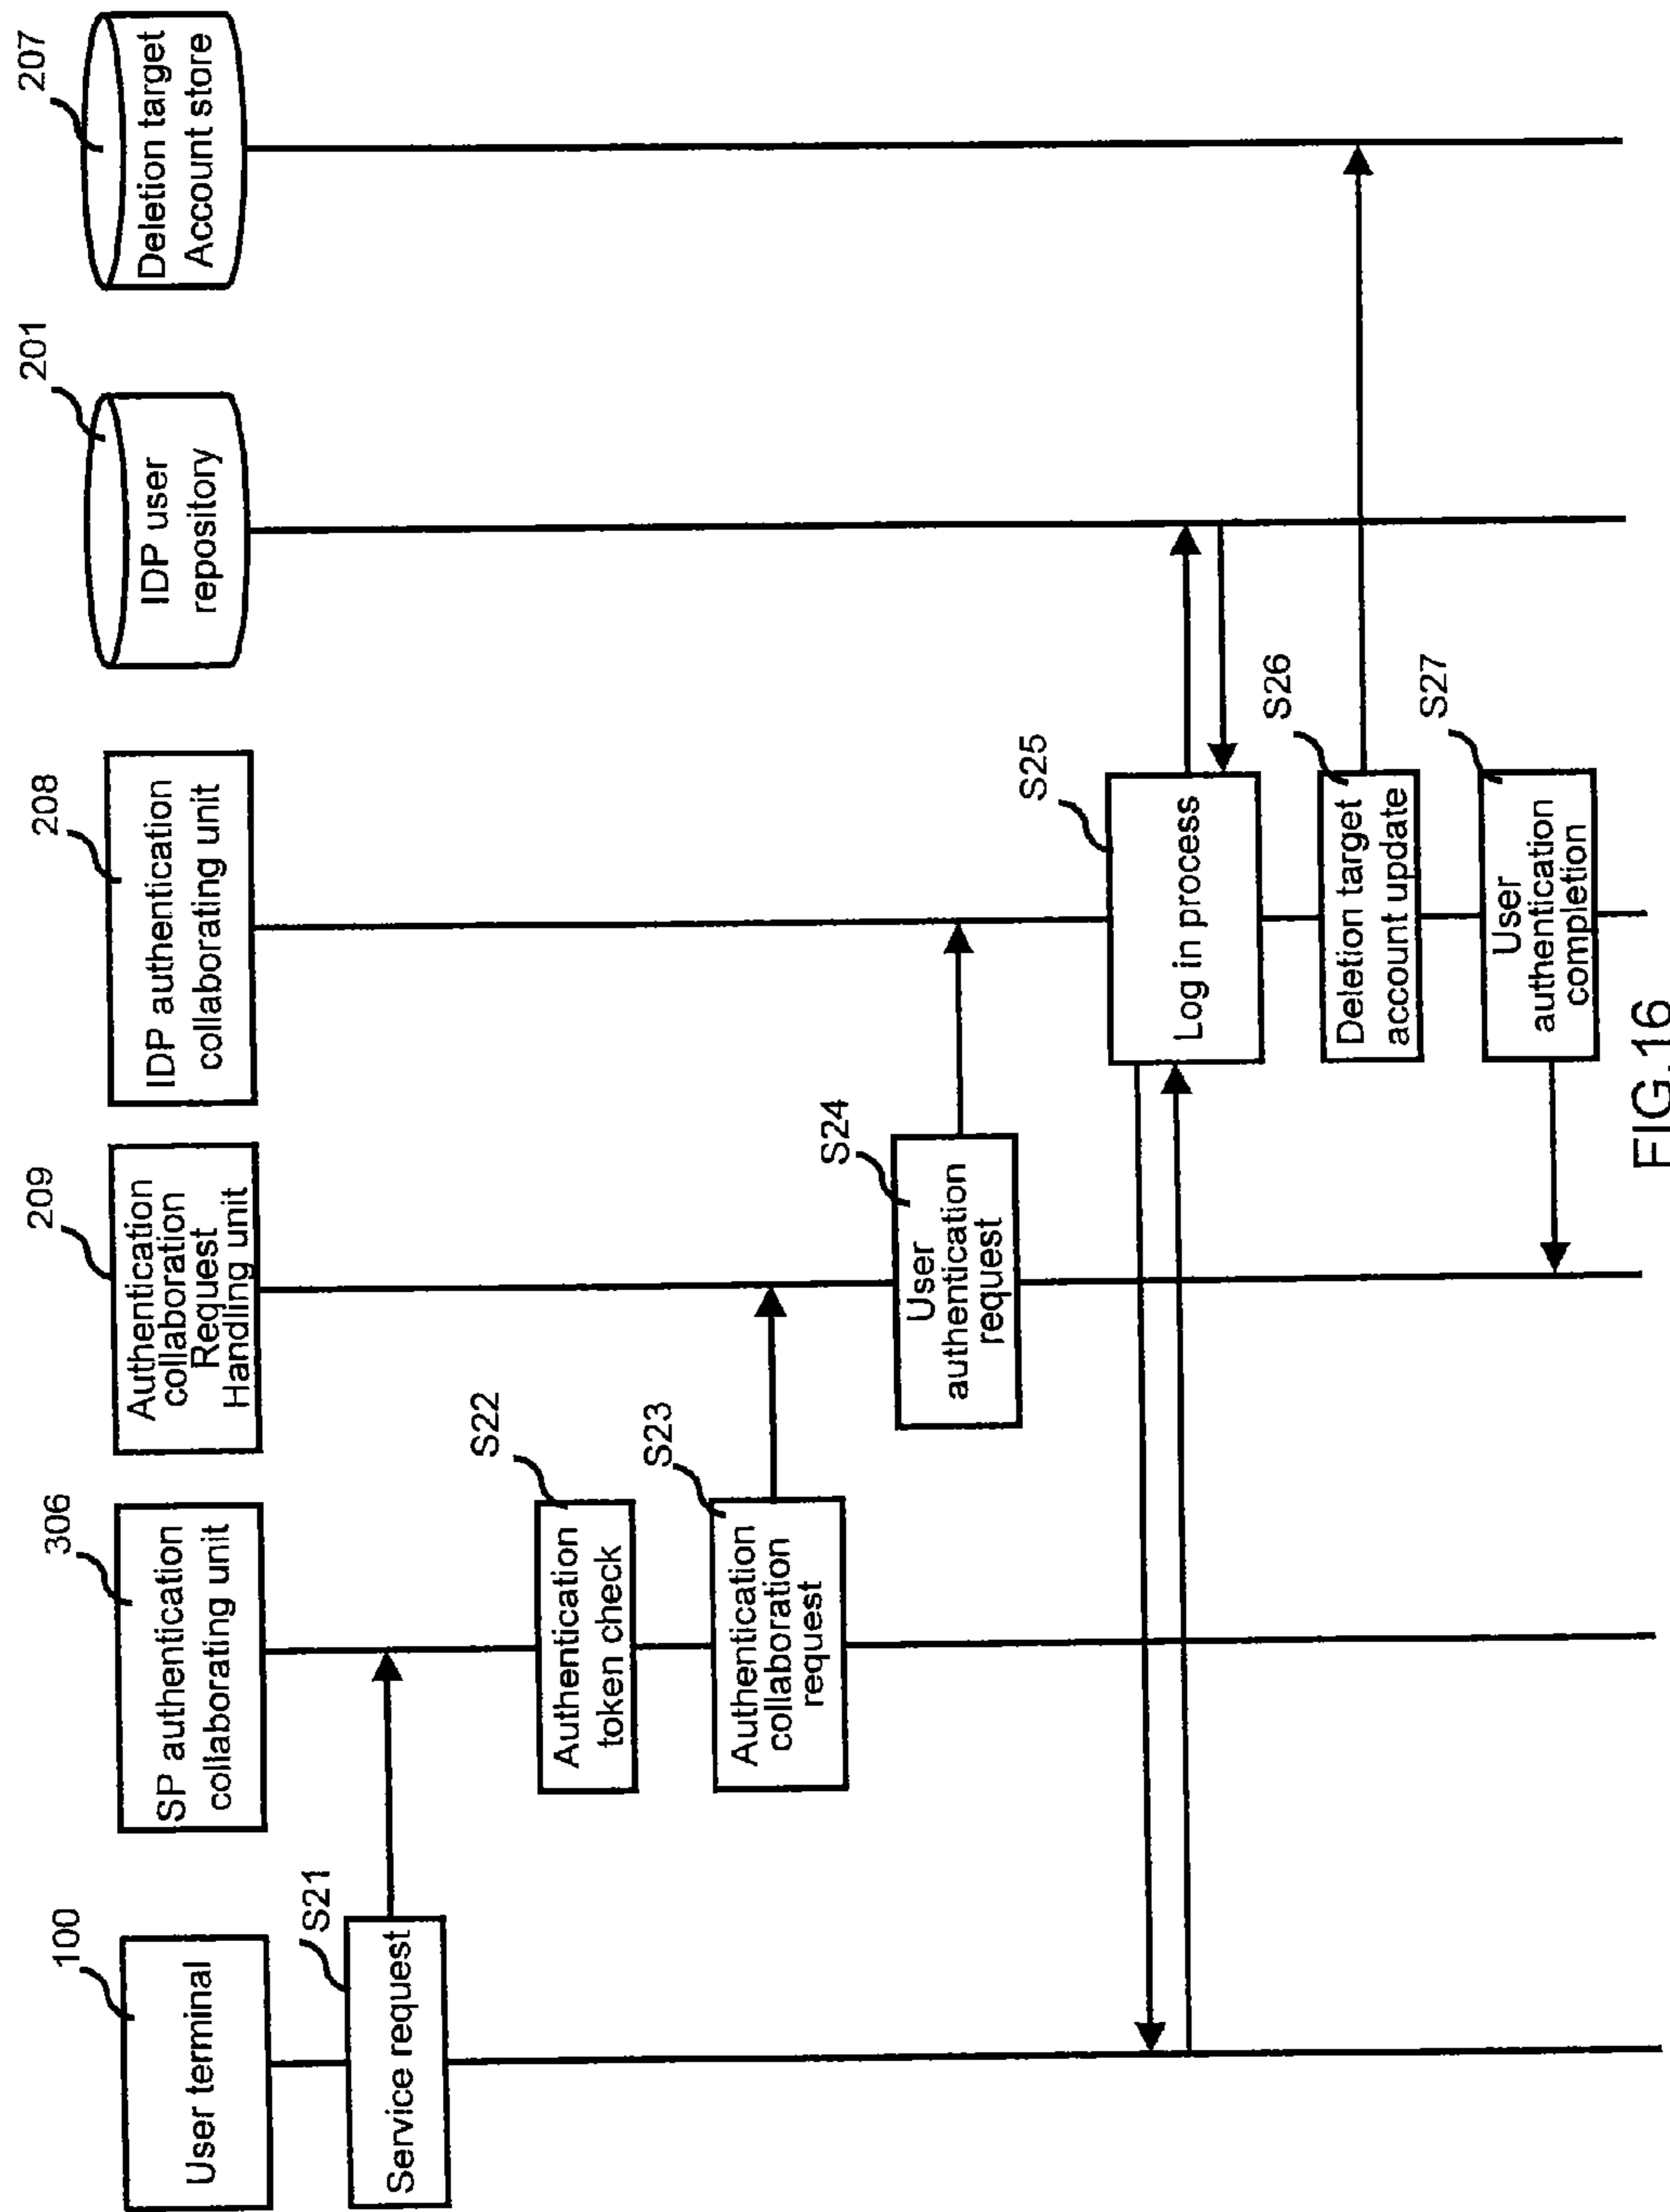 100
User terminal
306
SP authentication
collaborating unit
209
Authentication
collaboration
Request
Handling unit
208
IDP authentication
collaborating unit
201
IDP user
repository
207
Deletion target
Account store
S21
Service request
S22
Authentication
token check
S23
Authentication
collaboration
request
S24
User
authentication
request
S25
Log in process
S26
Deletion target
account update
S27
User
authentication
completion
FIG.16